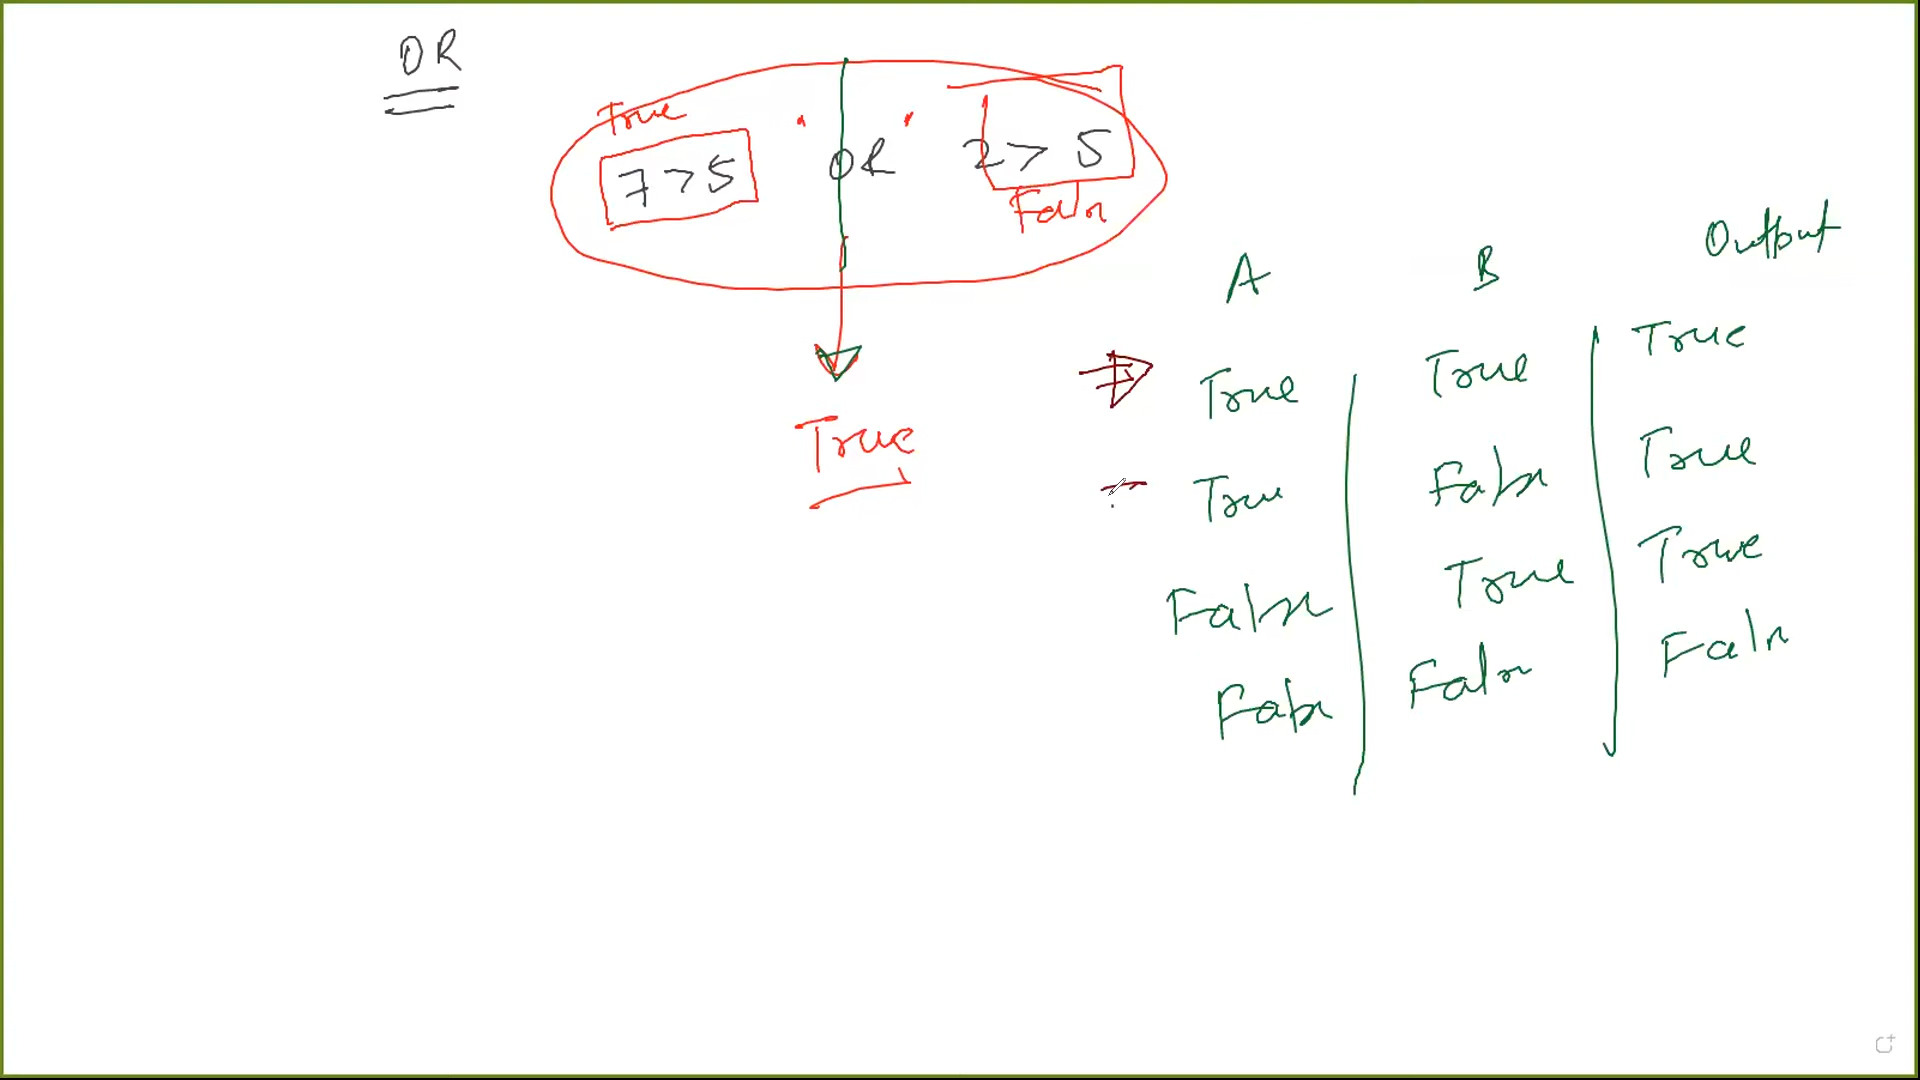 OR
True
7 > 5 " OR " 2 > 5
False
True
A B Output
True True True
True False True
False True True
False False False